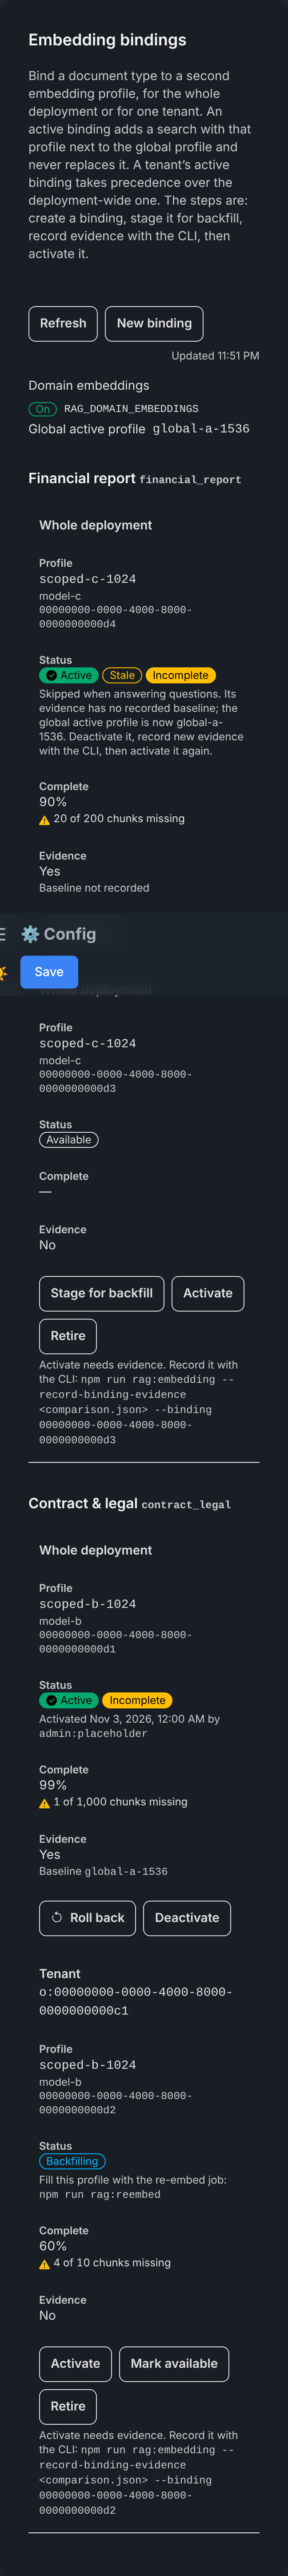 Embedding bindings
Bind a document type to a second
embedding profile, for the whole
deployment or for one tenant. An
active binding adds a search with that
profile next to the global profile and
never replaces it. A tenant's active
binding takes precedence over the
deployment-wide one. The steps are:
create a binding, stage it for backfill,
record evidence with the CLI, then
activate it.
Refresh New binding
Updated 11:51 PM
Domain embeddings
On RAG_DOMAIN_EMBEDDINGS
Global active profile global-a-1536
Financial report financial_report
Whole deployment
Profile
scoped-c-1024
model-c
00000000-0000-4000-8000-
0000000000d4
Status
Active Stale Incomplete
Skipped when answering questions. Its
evidence has no recorded baseline; the
global active profile is now global-a-
1536. Deactivate it, record new evidence
with the CLI, then activate it again.
Complete
90%
20 of 200 chunks missing
Evidence
Yes
Baseline not recorded
Config
Save
Whole deployment
Profile
scoped-c-1024
model-c
00000000-0000-4000-8000-
0000000000d3
Status
Available
Complete
—
Evidence
No
Stage for backfill Activate
Retire
Activate needs evidence. Record it with
the CLI: npm run rag:embedding --
record-binding-evidence
<comparison.json> --binding
00000000-0000-4000-8000-
0000000000d3
Contract & legal contract_legal
Whole deployment
Profile
scoped-b-1024
model-b
00000000-0000-4000-8000-
0000000000d1
Status
Active Incomplete
Activated Nov 3, 2026, 12:00 AM by
admin:placeholder
Complete
99%
1 of 1,000 chunks missing
Evidence
Yes
Baseline global-a-1536
Roll back Deactivate
Tenant
o:00000000-0000-4000-8000-
0000000000c1
Profile
scoped-b-1024
model-b
00000000-0000-4000-8000-
0000000000d2
Status
Backfilling
Fill this profile with the re-embed job:
npm run rag:reembed
Complete
60%
4 of 10 chunks missing
Evidence
No
Activate Mark available
Retire
Activate needs evidence. Record it with
the CLI: npm run rag:embedding --
record-binding-evidence
<comparison.json> --binding
00000000-0000-4000-8000-
0000000000d2